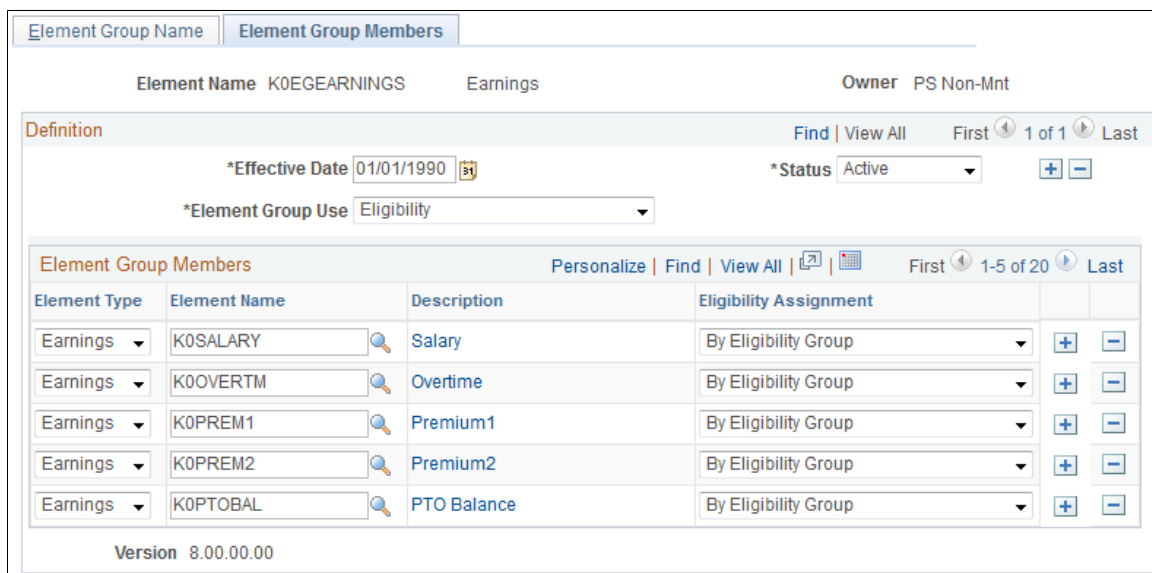 Element Group Name Element Group Members
Element Name K0EGEARNINGS Earnings Owner PS Non-Mnt
Definition Find | View All First 1 of 1 Last
*Effective Date 01/01/1990 31 *Status Active
*Element Group Use Eligibility
Element Group Members Personalize | Find | View All | | First 1-5 of 20 Last
Element Type Element Name Description Eligibility Assignment
Earnings K0SALARY Salary By Eligibility Group
Earnings K0OVERTM Overtime By Eligibility Group
Earnings K0PREM1 Premium1 By Eligibility Group
Earnings K0PREM2 Premium2 By Eligibility Group
Earnings K0PTOBAL PTO Balance By Eligibility Group
Version 8.00.00.00